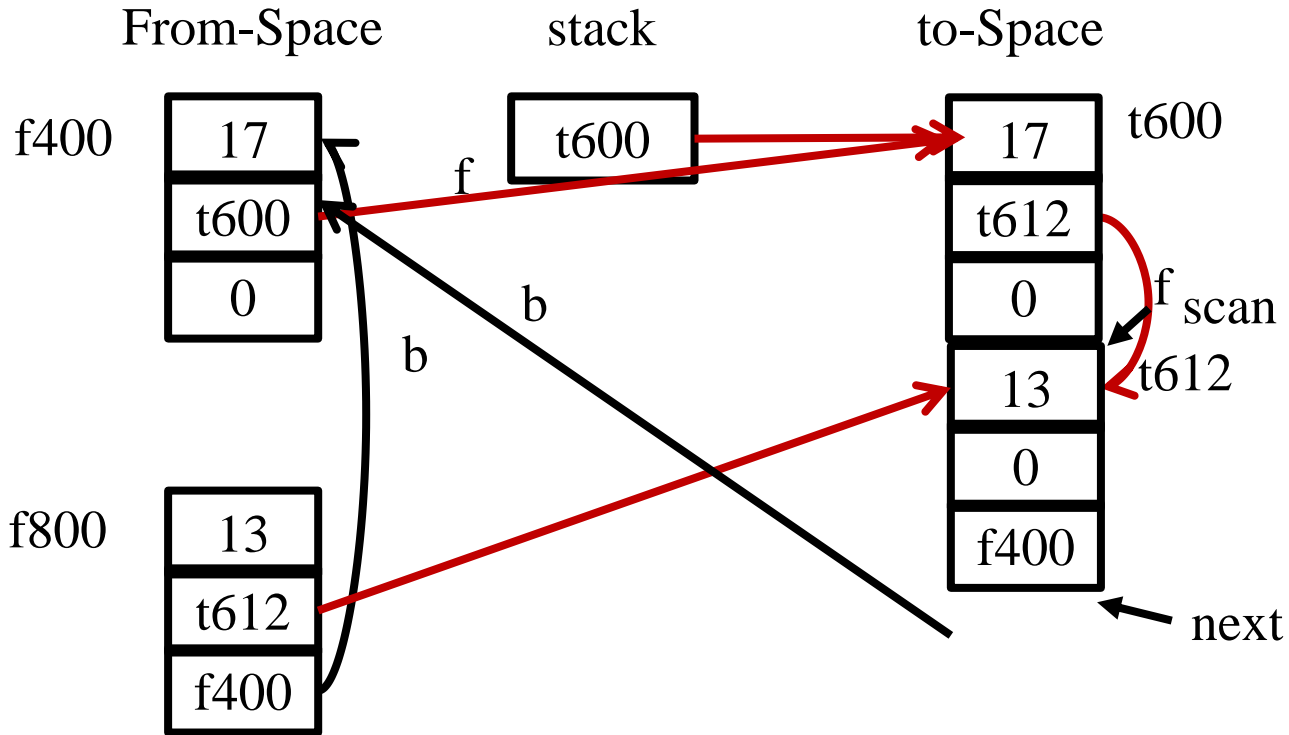 From-Space stack to-Space
f400 17 t600 17 t600
f
t600 t612
0 b 0 f scan
b
13 t612
0
f800 13 f400
t612 next
f400